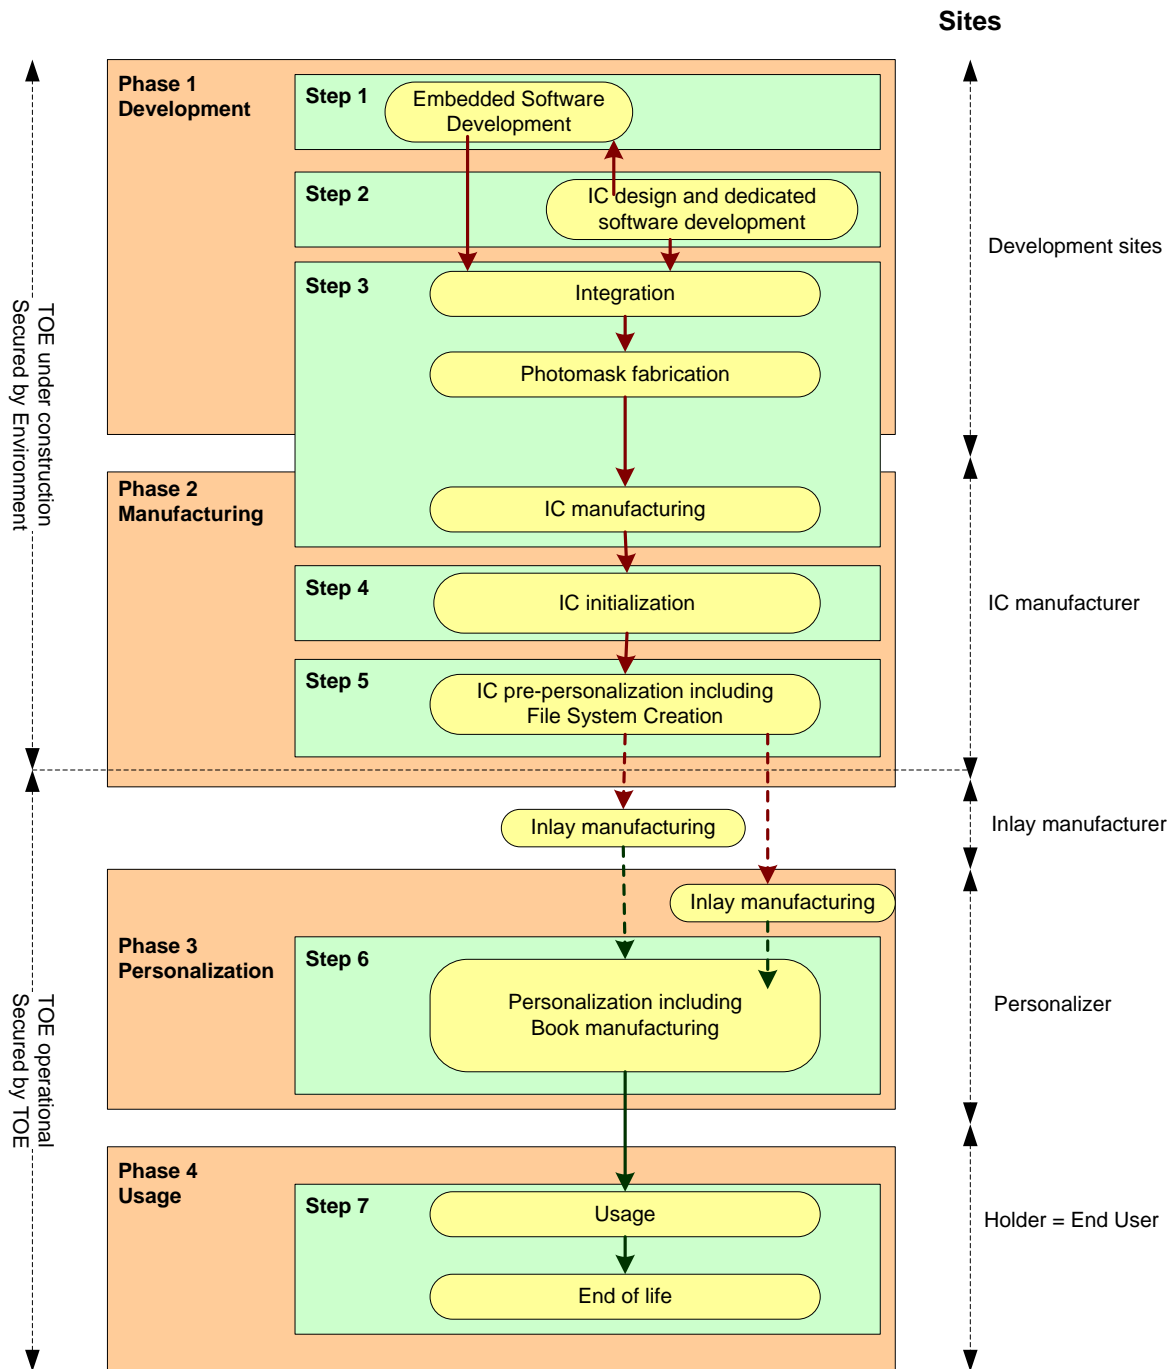 Sites
Phase 1
Development
Step 1
Embedded Software
Development
Step 2
IC design and dedicated
software development
Development sites
Step 3
Integration
TOE under construction
Secured by Environment
Photomask fabrication
Phase 2
Manufacturing
IC manufacturing
Step 4
IC initialization
IC manufacturer
Step 5
IC pre-personalization including
File System Creation
Inlay manufacturing
Inlay manufacturer
Inlay manufacturing
Phase 3
Personalization
Step 6
Personalization including
Book manufacturing
Personalizer
TOE operational
Secured by TOE
Phase 4
Usage
Step 7
Usage
Holder = End User
End of life